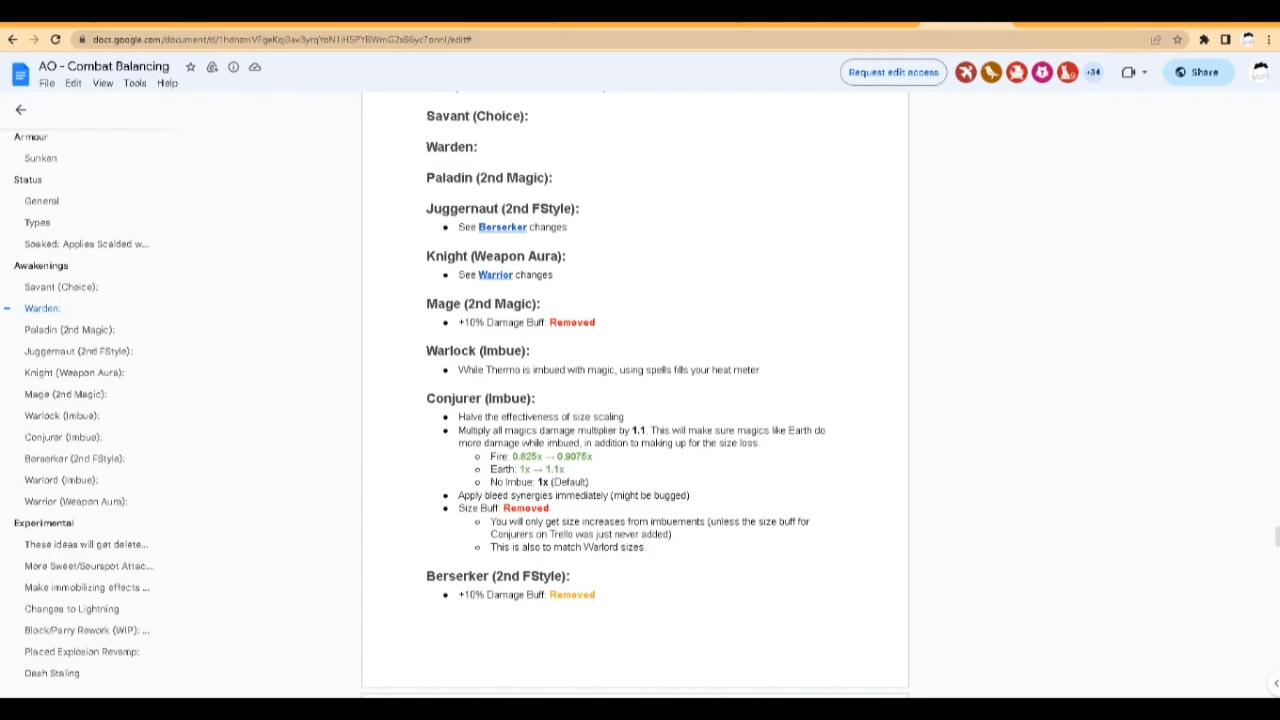 AO - Combat Balancing
File Edit View Tools Help
Request edit access
+34
Share
Armour
Sunken
Status
General
Types
Soaked: Applies Scalded w...
Awakenings
Savant (Choice):
Warden:
Paladin (2nd Magic):
Juggernaut (2nd FStyle):
Knight (Weapon Aura):
Mage (2nd Magic):
Warlock (Imbue):
Conjurer (Imbue):
Berserker (2nd FStyle):
Warlord (Imbue):
Warrior (Weapon Aura):
Experimental
These ideas will get delete...
More Sweet/Sourspot Attac...
Make immobilizing effects ...
Changes to Lightning
Block/Parry Rework (WIP): ...
Placed Explosion Revamp:
Dash Stalling
Savant (Choice):
Warden:
Paladin (2nd Magic):
Juggernaut (2nd FStyle):
● See Berserker changes
Knight (Weapon Aura):
● See Warrior changes
Mage (2nd Magic):
● +10% Damage Buff: Removed
Warlock (Imbue):
● While Thermo is imbued with magic, using spells fills your heat meter
Conjurer (Imbue):
● Halve the effectiveness of size scaling
● Multiply all magics damage multiplier by 1.1. This will make sure magics like Earth do
more damage while imbued, in addition to making up for the size loss.
○ Fire: 0.825x → 0.9075x
○ Earth: 1x → 1.1x
○ No Imbue: 1x (Default)
● Apply bleed synergies immediately (might be bugged)
● Size Buff: Removed
○ You will only get size increases from imbuements (unless the size buff for
Conjurers on Trello was just never added)
○ This is also to match Warlord sizes.
Berserker (2nd FStyle):
● +10% Damage Buff: Removed